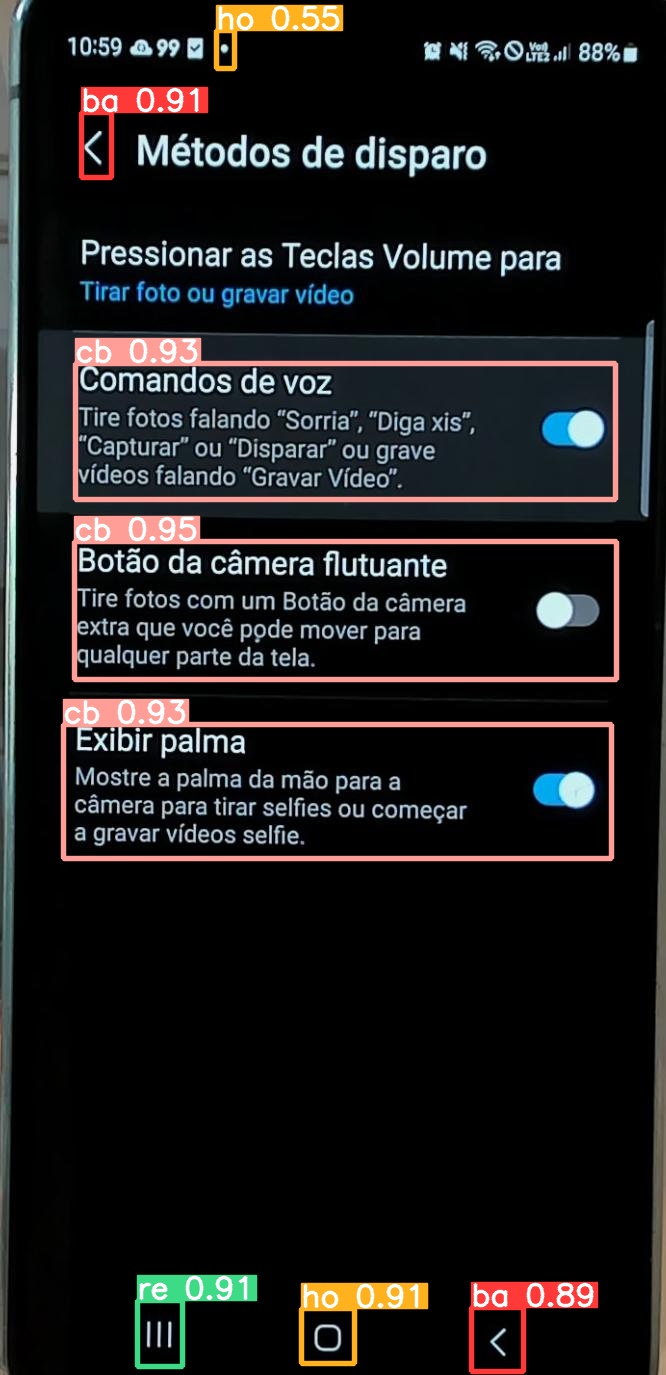 ho 0.55
10:59 99 VoI) LTE2 88%
ba 0.91
Métodos de disparo
Pressionar as Teclas Volume para
Tirar foto ou gravar vídeo
cb 0.93
Comandos de voz
Tire fotos falando “Sorria”, “Diga xis”,
“Capturar” ou “Disparar” ou grave
vídeos falando “Gravar Vídeo”.
cb 0.95
Botão da câmera flutuante
Tire fotos com um Botão da câmera
extra que você pode mover para
qualquer parte da tela.
cb 0.93
Exibir palma
Mostre a palma da mão para a
câmera para tirar selfies ou começar
a gravar vídeos selfie.
re 0.91
ho 0.91
ba 0.89